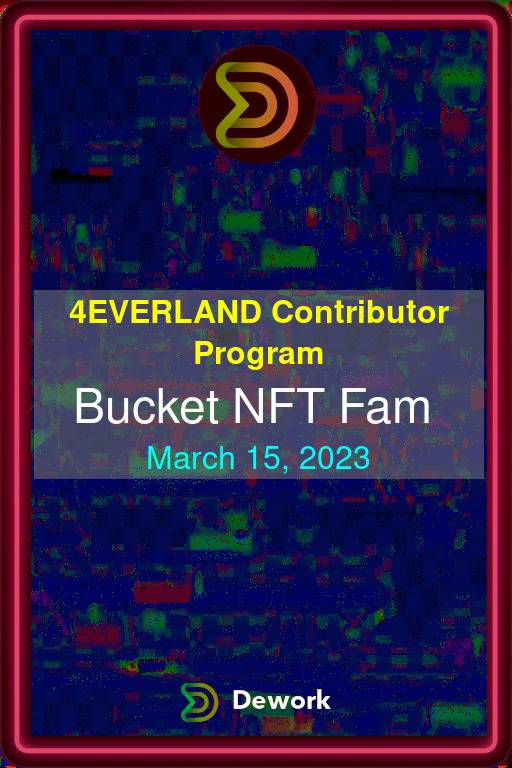 4EVERLAND Contributor
Program
Bucket NFT Fam
March 15, 2023
Dework